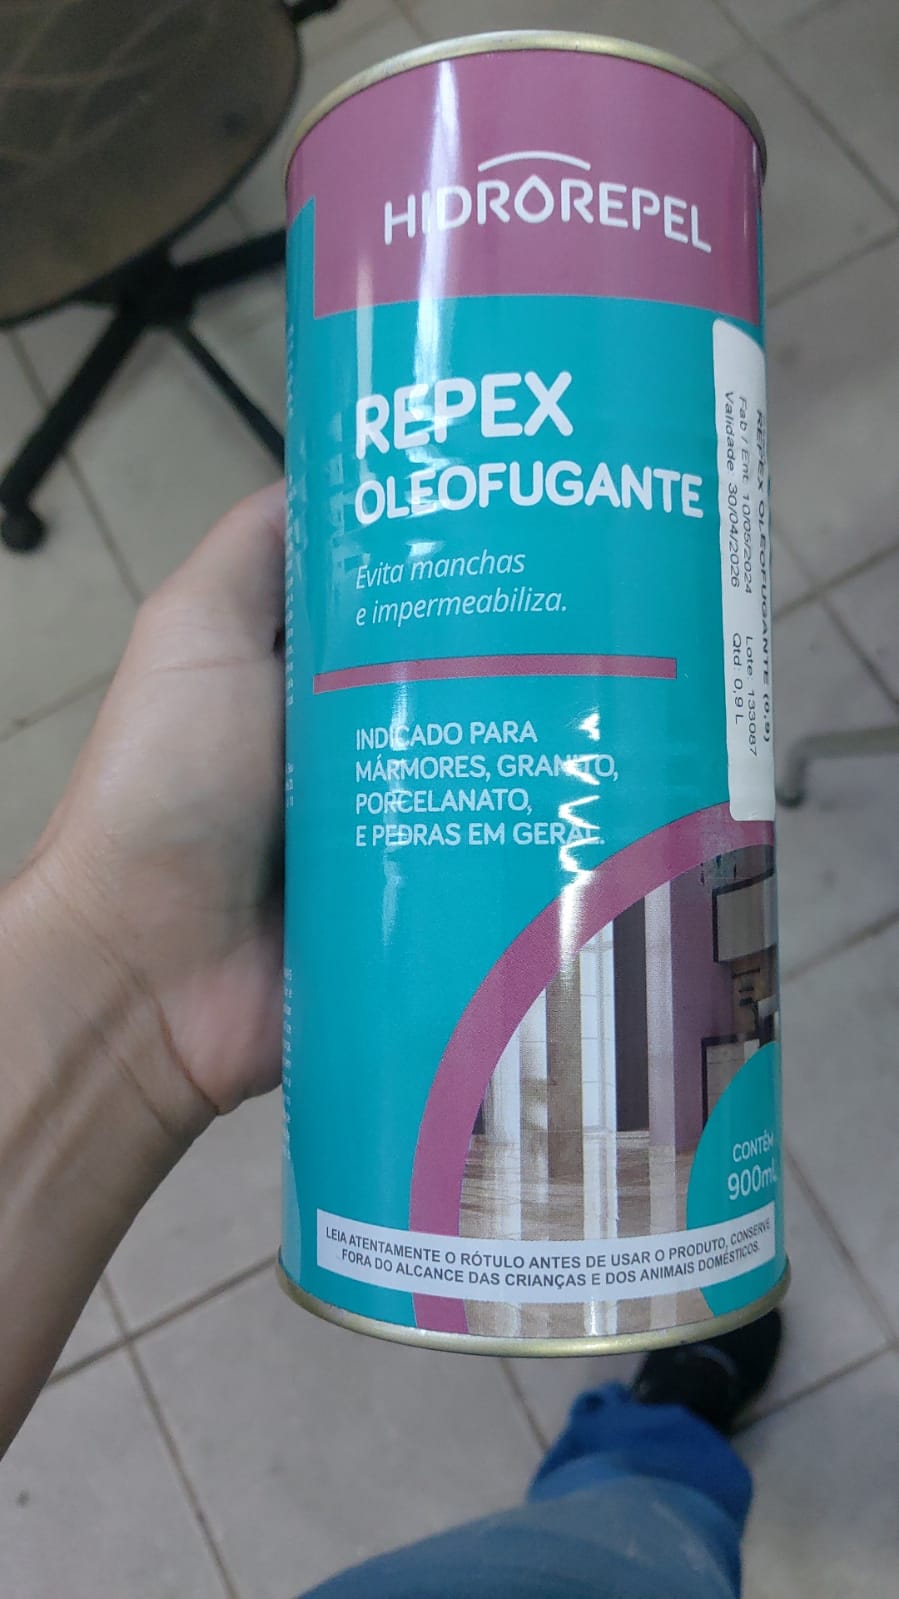 HIDROREPEL
REPEX
OLEOFUGANTE
Evita manchas
e impermeabiliza.
INDICADO PARA
MÁRMORES, GRANITO,
PORCELANATO,
E PEDRAS EM GERAL.
REPEX OLEOFUGANTE (0,9)
Fab / Ent: 10/05/2024 Lote: 133087
Validade: 30/04/2026 Qtd: 0,9 L
CONTÉM
900mL
LEIA ATENTAMENTE O RÓTULO ANTES DE USAR O PRODUTO, CONSERVE
FORA DO ALCANCE DAS CRIANÇAS E DOS ANIMAIS DOMÉSTICOS.